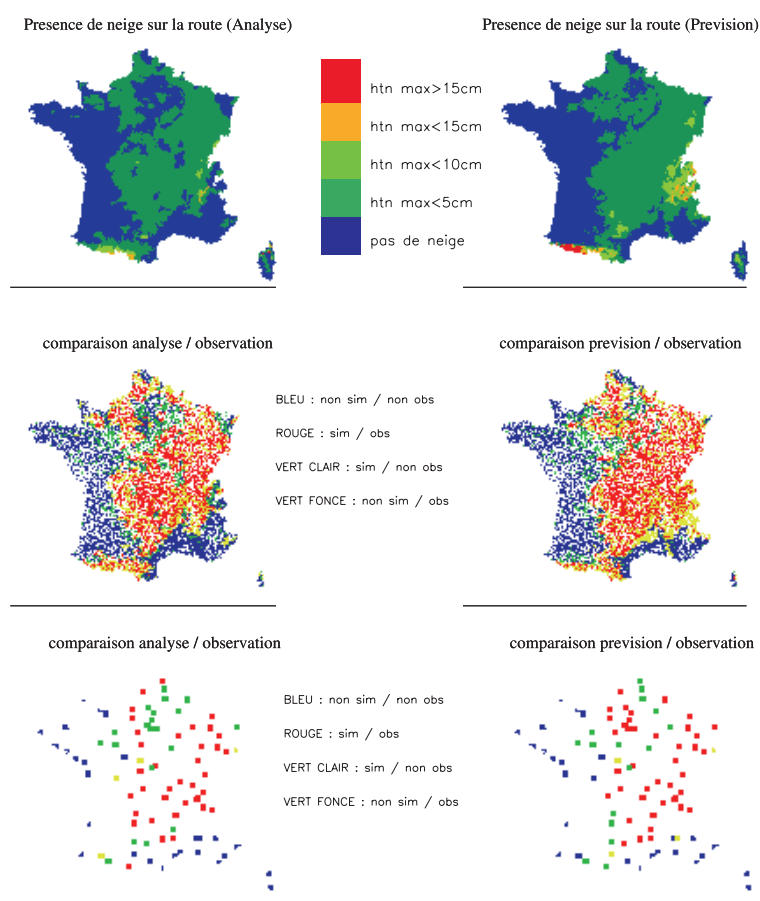 Presence de neige sur la route (Analyse)
Presence de neige sur la route (Prevision)
htn max>15cm
htn max<15cm
htn max<10cm
htn max<5cm
pas de neige
comparaison analyse / observation
comparaison prevision / observation
BLEU : non sim / non obs
ROUGE : sim / obs
VERT CLAIR : sim / non obs
VERT FONCE : non sim / obs
comparaison analyse / observation
comparaison prevision / observation
BLEU : non sim / non obs
ROUGE : sim / obs
VERT CLAIR : sim / non obs
VERT FONCE : non sim / obs